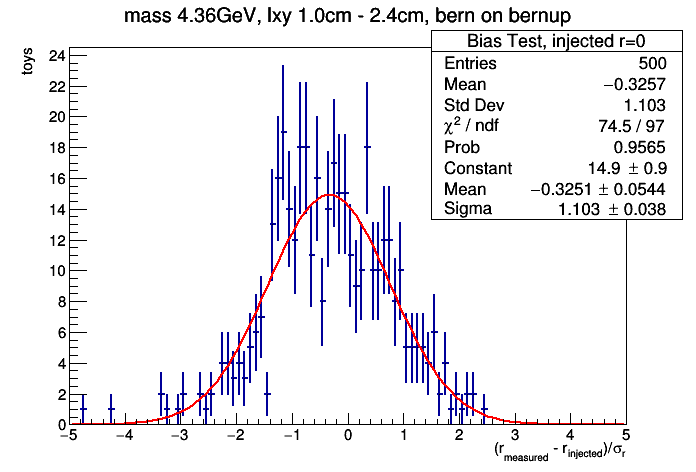 mass 4.36GeV, lxy 1.0cm - 2.4cm, bern on bernup
toys
Bias Test, injected r=0
Entries 500
Mean −0.3257
Std Dev 1.103
χ² / ndf 74.5 / 97
Prob 0.9565
Constant 14.9 ± 0.9
Mean −0.3251 ± 0.0544
Sigma 1.103 ± 0.038
24
22
20
18
16
14
12
10
8
6
4
2
0
−5 −4 −3 −2 −1 0 1 2 3 4 5
(r_measured - r_injected)/σ_r